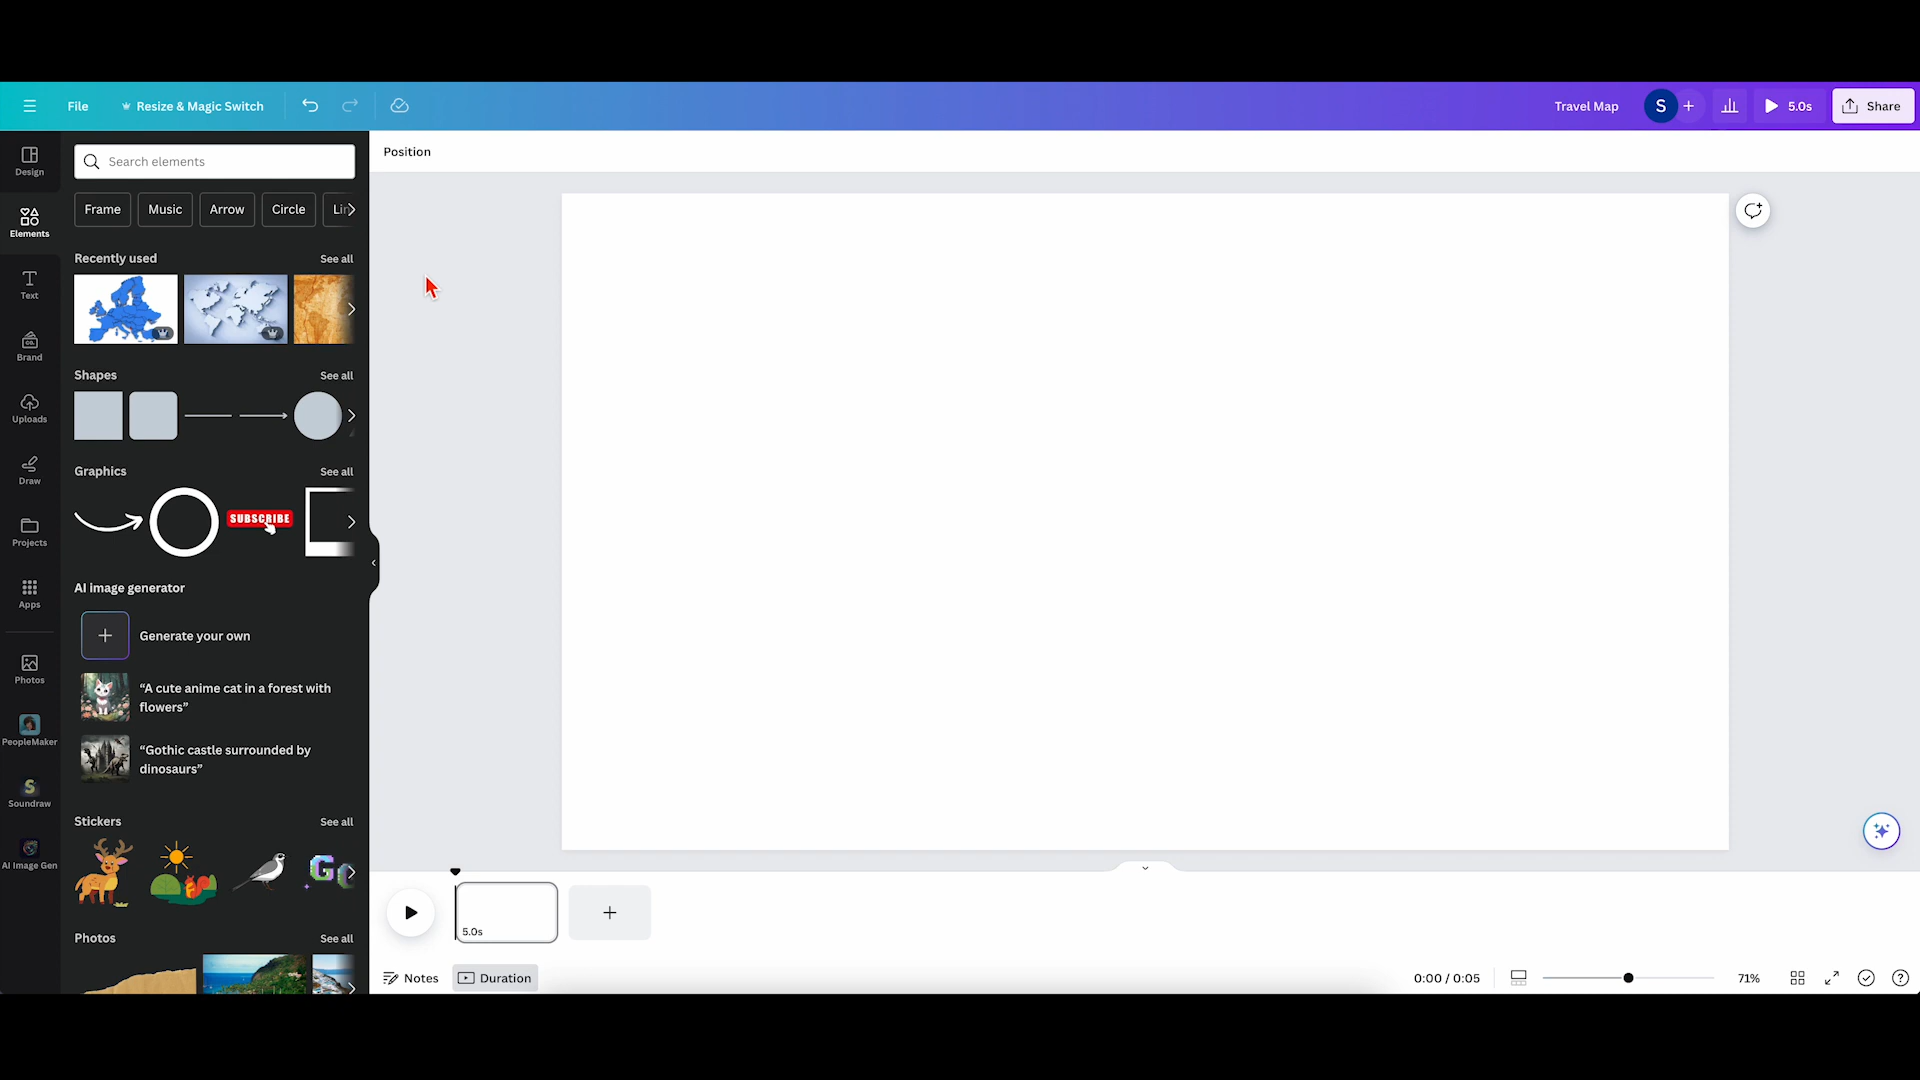 File
Resize & Magic Switch
Travel Map
S
5.0s
Share
Design
Elements
Text
Brand
Uploads
Draw
Projects
Apps
Photos
PeopleMaker
Soundraw
AI Image Gen
Search elements
Frame
Music
Arrow
Circle
Lin
Recently used
See all
Shapes
See all
Graphics
See all
SUBSCRIBE
AI image generator
Generate your own
“A cute anime cat in a forest with
flowers”
“Gothic castle surrounded by
dinosaurs”
Stickers
See all
Photos
See all
Position
5.0s
Notes
Duration
0:00 / 0:05
71%